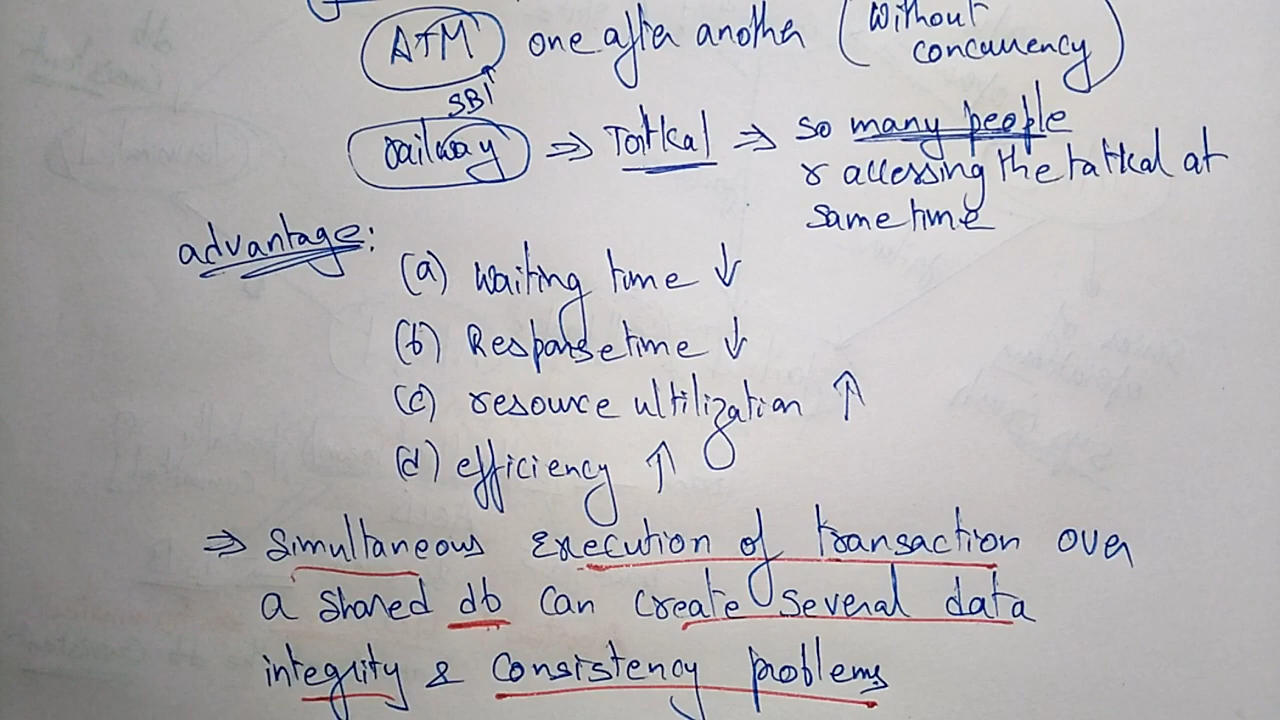 ATM one after another (without
concurrency)
SBI
railway ⇒ Tatkal ⇒ so many people
r accessing the tatkal at
same time
advantage:
(a) waiting time ↓
(b) Response time ↓
(c) resource ultilization ↑
(d) efficiency ↑
⇒ Simultaneous Execution of transaction over
a shared db can create several data
integrity & consistency problems